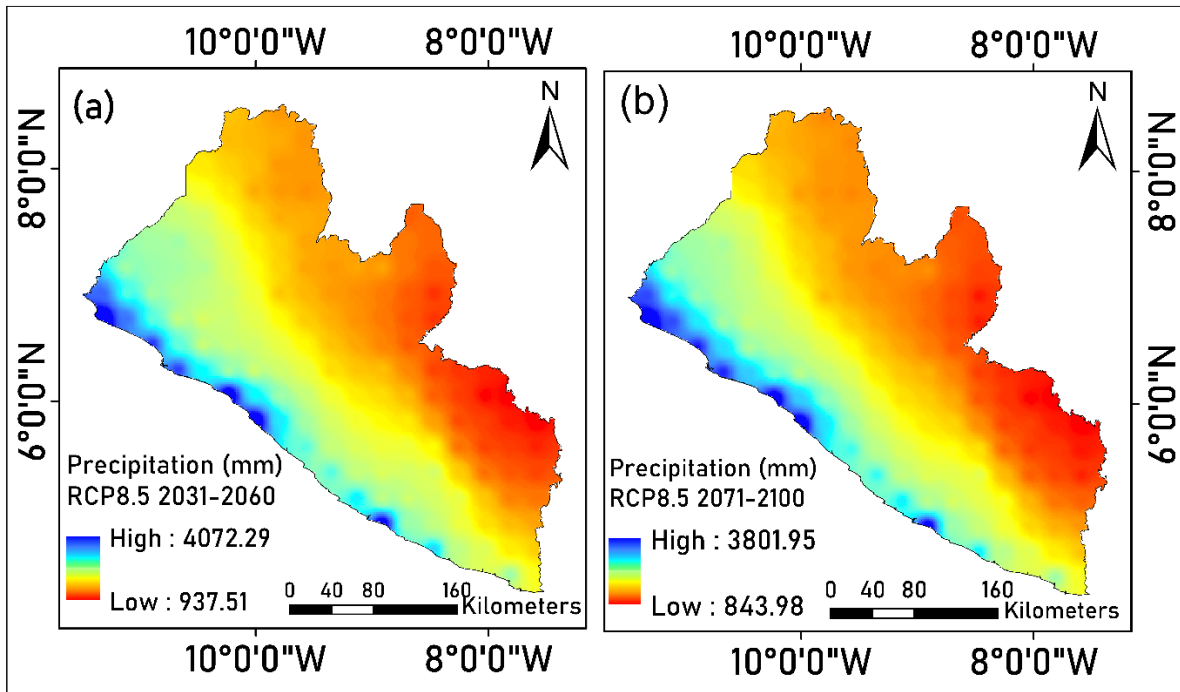 10°0'0"W 8°0'0"W
(a)
N
8°0'0"N
6°0'0"N
Precipitation (mm)
RCP8.5 2031-2060
High : 4072.29
Low : 937.51
0 40 80 160
Kilometers
10°0'0"W 8°0'0"W
10°0'0"W 8°0'0"W
(b)
N
8°0'0"N
6°0'0"N
Precipitation (mm)
RCP8.5 2071-2100
High : 3801.95
Low : 843.98
0 40 80 160
Kilometers
10°0'0"W 8°0'0"W